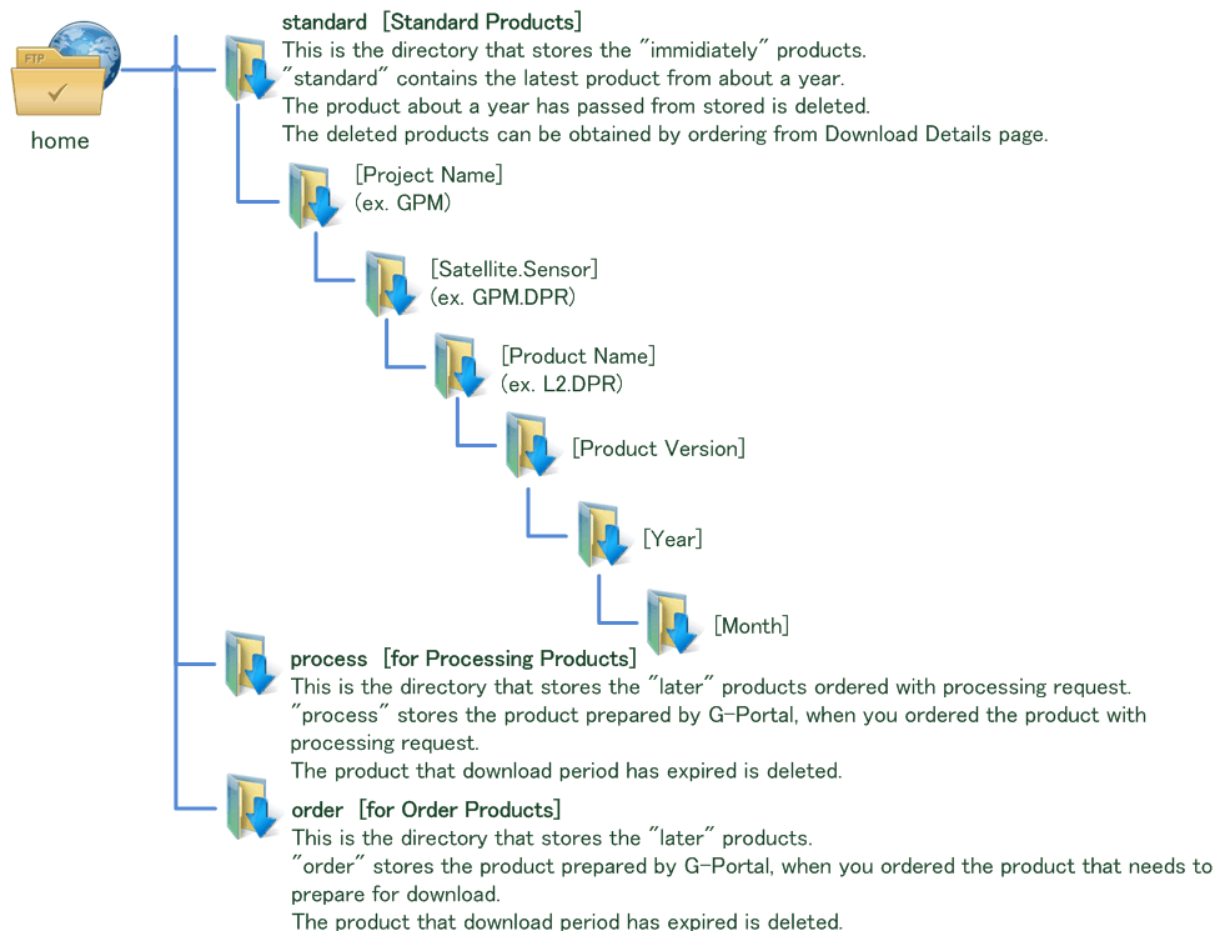 standard [Standard Products]
This is the directory that stores the "immidiately" products.
"standard" contains the latest product from about a year.
The product about a year has passed from stored is deleted.
The deleted products can be obtained by ordering from Download Details page.
FTP
home
[Project Name]
(ex. GPM)
[Satellite.Sensor]
(ex. GPM.DPR)
[Product Name]
(ex. L2.DPR)
[Product Version]
[Year]
[Month]
process [for Processing Products]
This is the directory that stores the "later" products ordered with processing request.
"process" stores the product prepared by G-Portal, when you ordered the product with
processing request.
The product that download period has expired is deleted.
order [for Order Products]
This is the directory that stores the "later" products.
"order" stores the product prepared by G-Portal, when you ordered the product that needs to
prepare for download.
The product that download period has expired is deleted.